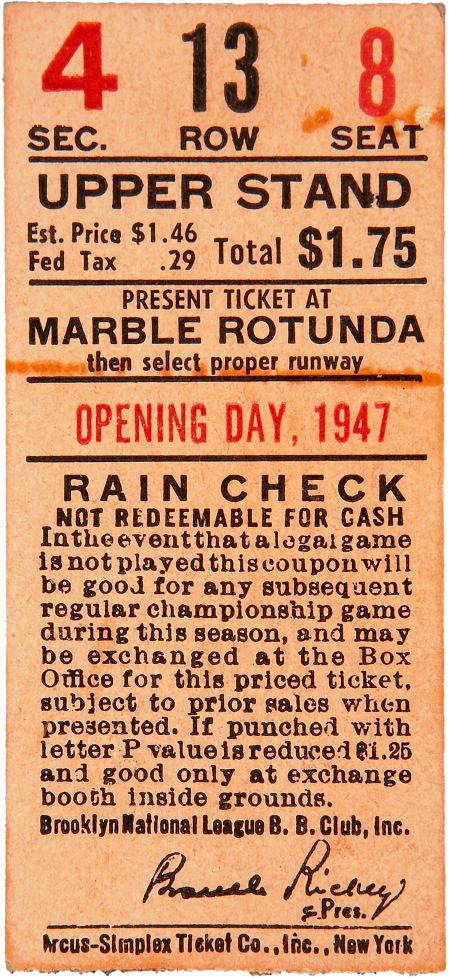 4 13 8
SEC. ROW SEAT
UPPER STAND
Est. Price $1.46
Fed Tax .29
Total $1.75
PRESENT TICKET AT
MARBLE ROTUNDA
then select proper runway
OPENING DAY, 1947
RAIN CHECK
NOT REDEEMABLE FOR CASH
In the event that a legal game
is not played this coupon will
be good for any subsequent
regular championship game
during this season, and may
be exchanged at the Box
Office for this priced ticket,
subject to prior sales when
presented. If punched with
letter P value is reduced $1.25
and good only at exchange
booth inside grounds.
Brooklyn National League B. B. Club, Inc.
Branch Rickey
Pres.
Arcus-Simplex Ticket Co., Inc., New York